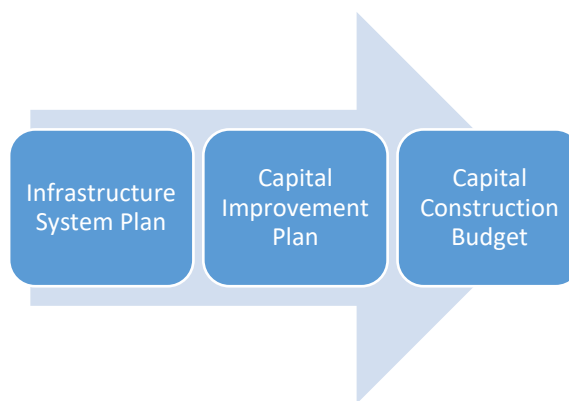 Infrastructure
System Plan
Capital
Improvement
Plan
Capital
Construction
Budget